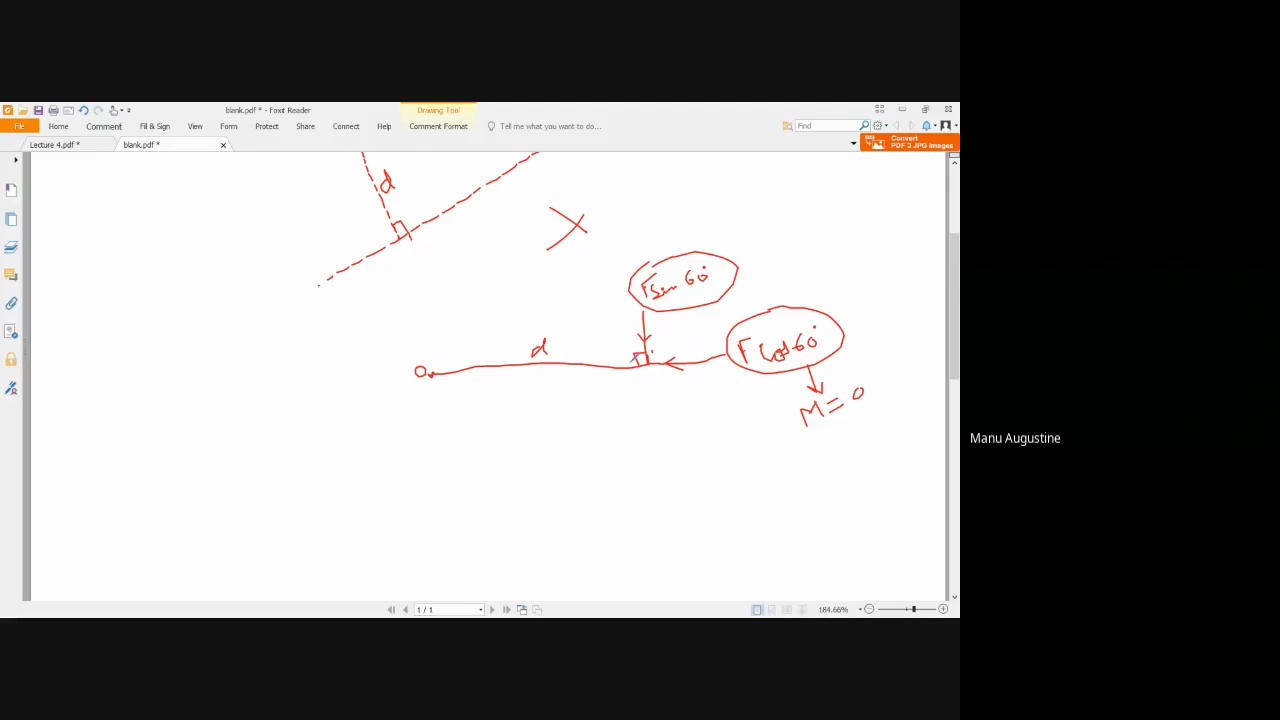 blank.pdf * - Foxit Reader
Drawing Tool
File Home Comment Fill & Sign View Form Protect Share Connect Help Comment Format Tell me what you want to do... Find
Convert
PDF 2 JPG Images
Lecture 4.pdf * blank.pdf *
d
F Sin 60°
d
F Cos 60°
O
M = 0
Manu Augustine
1 / 1 184.66%